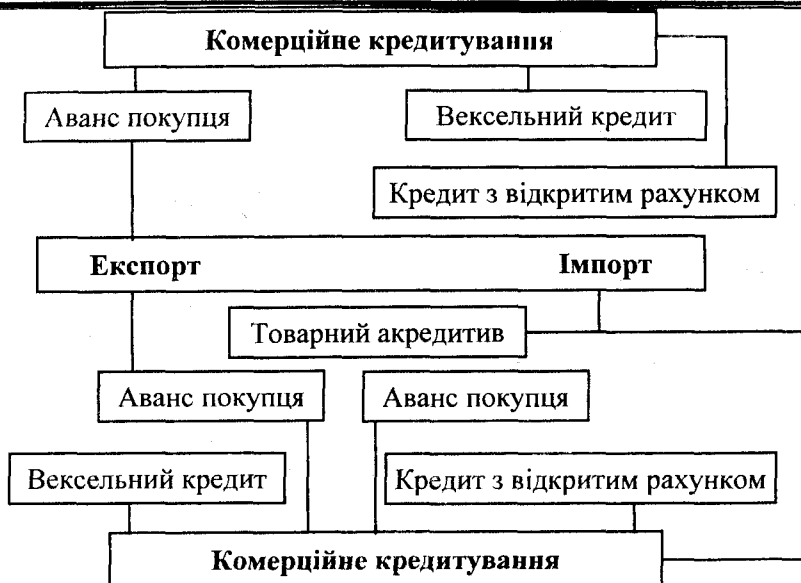 Комерційне кредитування
Аванс покупця
Вексельний кредит
Кредит з відкритим рахунком
Експорт Імпорт
Товарний акредитив
Аванс покупця Аванс покупця
Вексельний кредит Кредит з відкритим рахунком
Комерційне кредитування